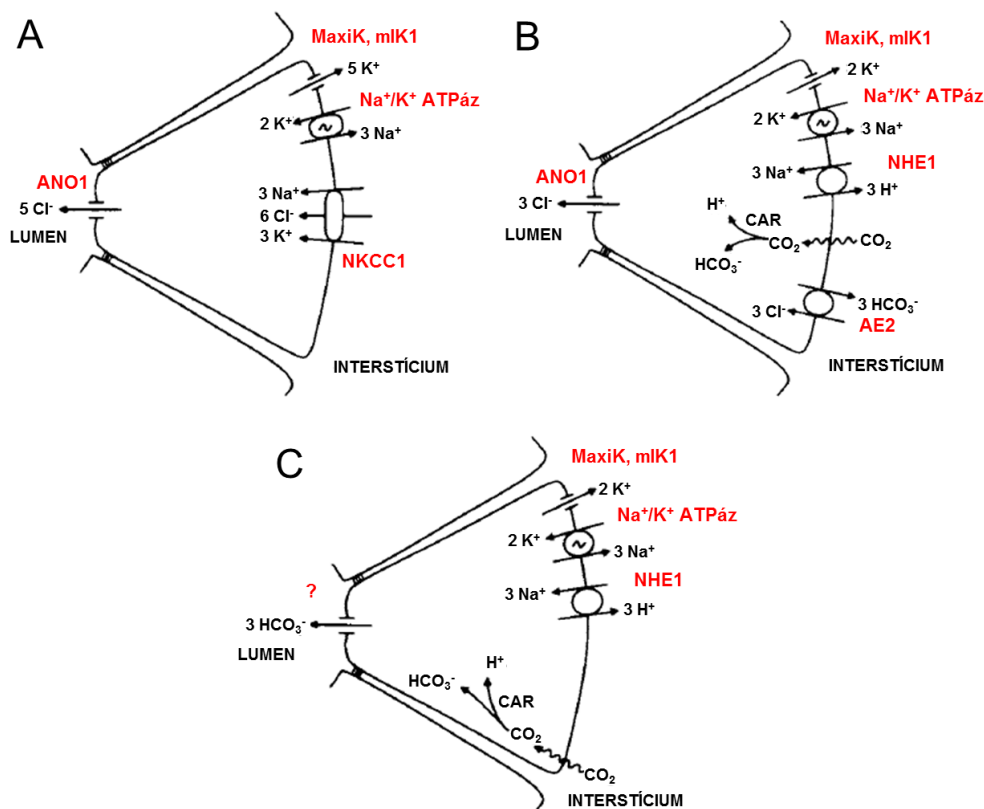 A
MaxiK, mIK1
5 K⁺
Na⁺/K⁺ ATPáz
2 K⁺
~
3 Na⁺
ANO1
5 Cl⁻
LUMEN
3 Na⁺
6 Cl⁻
3 K⁺
NKCC1
INTERSTÍCIUM
B
MaxiK, mIK1
2 K⁺
Na⁺/K⁺ ATPáz
2 K⁺
~
3 Na⁺
NHE1
ANO1
3 Na⁺
3 H⁺
3 Cl⁻
LUMEN
H⁺
CAR
CO₂
CO₂
HCO₃⁻
3 HCO₃⁻
3 Cl⁻
AE2
INTERSTÍCIUM
C
MaxiK, mIK1
2 K⁺
Na⁺/K⁺ ATPáz
2 K⁺
~
3 Na⁺
NHE1
?
3 Na⁺
3 H⁺
3 HCO₃⁻
LUMEN
H⁺
HCO₃⁻
CAR
CO₂
CO₂
INTERSTÍCIUM